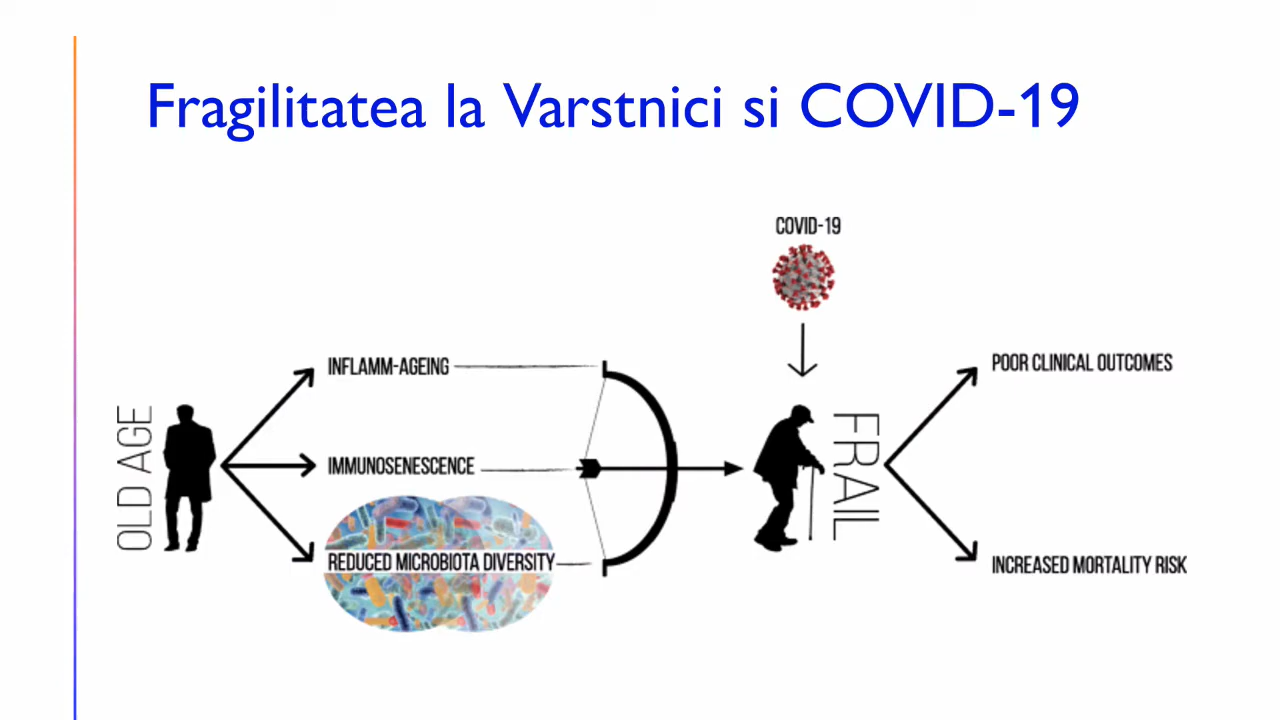 Fragilitatea la Varstnici si COVID-19
COVID-19
INFLAMM-AGEING
POOR CLINICAL OUTCOMES
OLD AGE
IMMUNOSENESCENCE
FRAIL
REDUCED MICROBIOTA DIVERSITY
INCREASED MORTALITY RISK